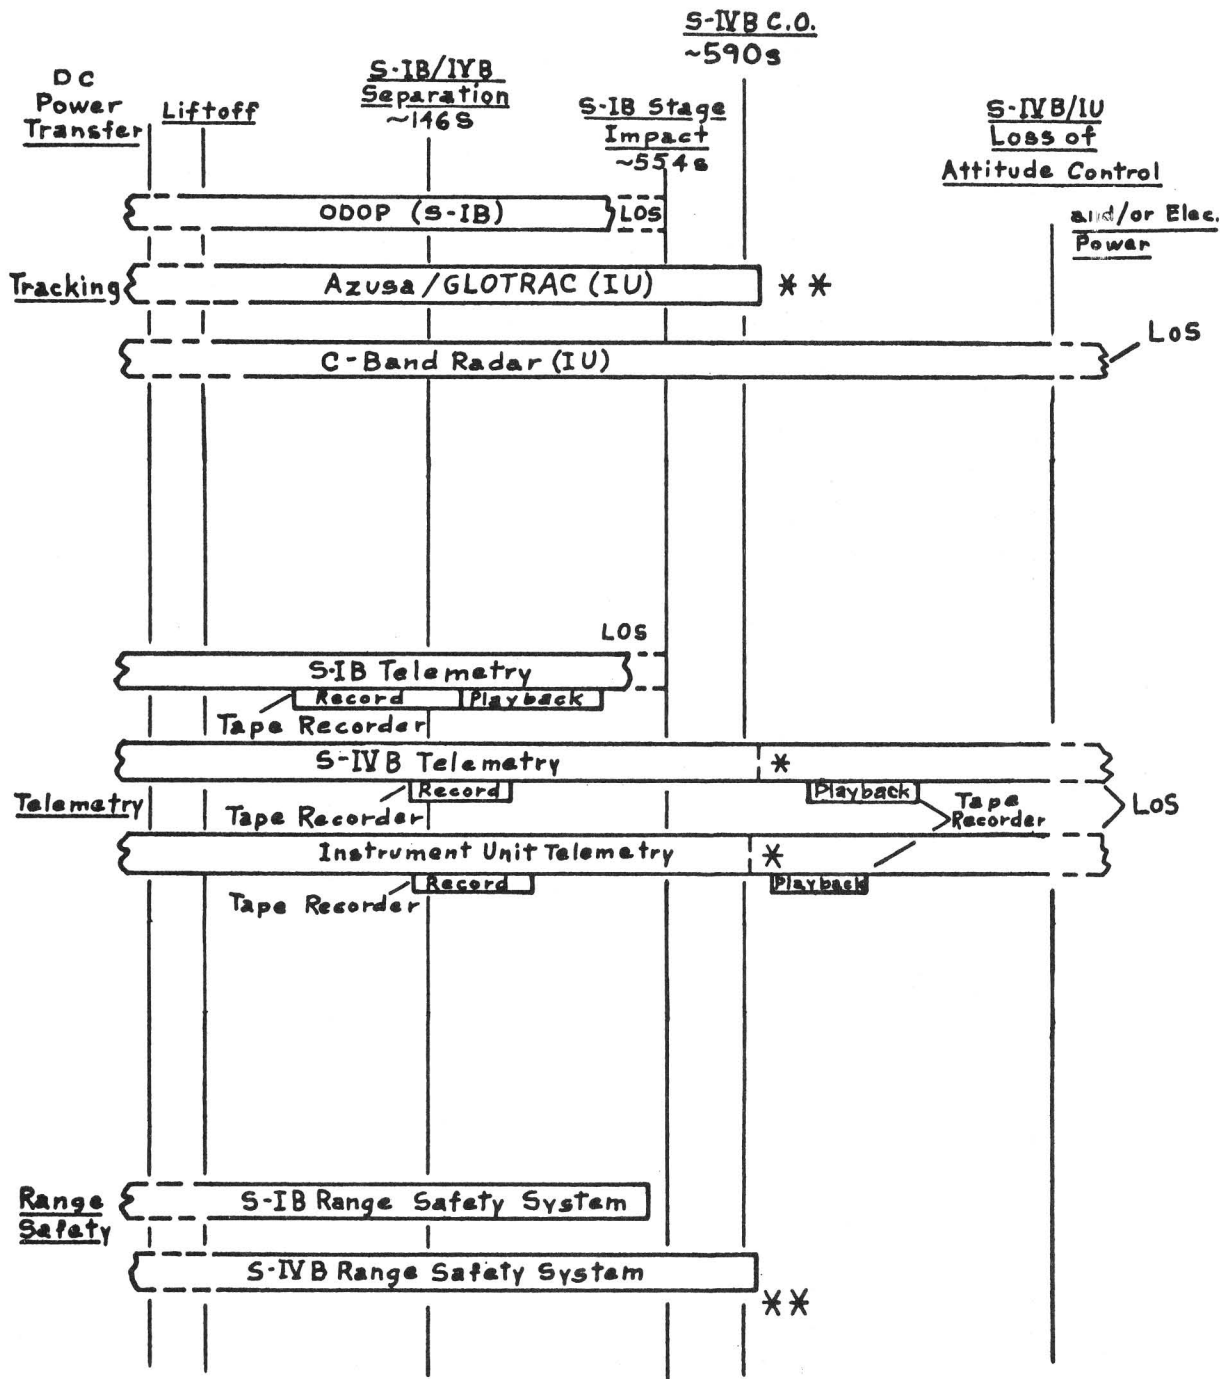 S-IVB C.O.
~590s
DC
Power
Transfer
Liftoff
S-IB/IVB
Separation
~146s
S-IB Stage
Impact
~554s
S-IVB/IU
Loss of
Attitude Control
and/or Elec.
Power
ODOP (S-IB)
LOS
Tracking
Azusa/GLOTRAC (IU)
**
C-Band Radar (IU)
LOS
LOS
S-IB Telemetry
Record
Playback
Tape Recorder
S-IVB Telemetry
*
Record
Playback
Telemetry
Tape Recorder
Tape
Recorder
LOS
Instrument Unit Telemetry
*
Record
Playback
Tape Recorder
Range
Safety
S-IB Range Safety System
S-IVB Range Safety System
**